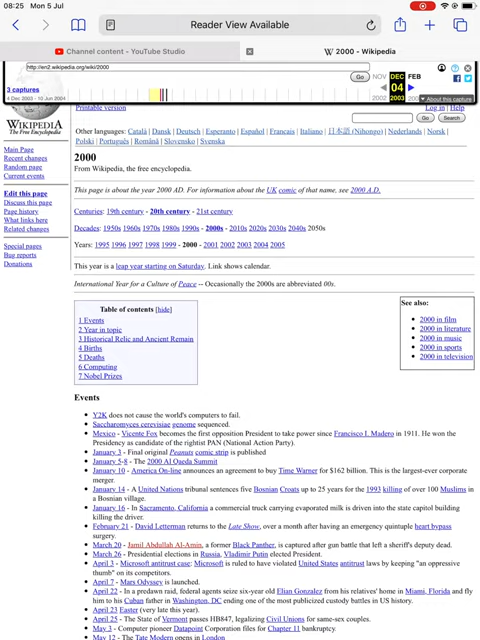 08:25 Mon 5 Jul
Reader View Available
Channel content - YouTube Studio
2000 - Wikipedia
http://en2.wikipedia.org/wiki/2000
Go
NOV DEC FEB
3 captures
04
4 Dec 2003 - 10 Jun 2004
2002 2003 2004
About this capture
WIKIPEDIA
The Free Encyclopedia
Main Page
Recent changes
Random page
Current events
Edit this page
Discuss this page
Page history
What links here
Related changes
Special pages
Bug reports
Donations
Printable version
Log in | Help
Go Search
Other languages: Català | Dansk | Deutsch | Esperanto | Español | Français | Italiano | 日本語 (Nihongo) | Nederlands | Norsk |
Polski | Português | Română | Slovensko | Svenska
2000
From Wikipedia, the free encyclopedia.
This page is about the year 2000 AD. For information about the UK comic of that name, see 2000 A.D.
Centuries: 19th century - 20th century - 21st century
Decades: 1950s 1960s 1970s 1980s 1990s - 2000s - 2010s 2020s 2030s 2040s 2050s
Years: 1995 1996 1997 1998 1999 - 2000 - 2001 2002 2003 2004 2005
This year is a leap year starting on Saturday. Link shows calendar.
International Year for a Culture of Peace -- Occasionally the 2000s are abbreviated 00s.
Table of contents [hide]
1 Events
2 Year in topic
3 Historical Relic and Ancient Remain
4 Births
5 Deaths
6 Computing
7 Nobel Prizes
See also:
2000 in film
2000 in literature
2000 in music
2000 in sports
2000 in television
Events
Y2K does not cause the world's computers to fail.
Saccharomyces cerevisiae genome sequenced.
Mexico - Vicente Fox becomes the first opposition President to take power since Francisco I. Madero in 1911. He won the
Presidency as candidate of the rightist PAN (National Action Party).
January 3 - Final original Peanuts comic strip is published
January 5-8 - The 2000 Al Qaeda Summit
January 10 - America On-line announces an agreement to buy Time Warner for $162 billion. This is the largest-ever corporate
merger.
January 14 - A United Nations tribunal sentences five Bosnian Croats up to 25 years for the 1993 killing of over 100 Muslims in
a Bosnian village.
January 16 - In Sacramento, California a commercial truck carrying evaporated milk is driven into the state capitol building
killing the driver.
February 21 - David Letterman returns to the Late Show, over a month after having an emergency quintuple heart bypass
surgery.
March 20 - Jamil Abdullah Al-Amin, a former Black Panther, is captured after gun battle that left a sheriff's deputy dead.
March 26 - Presidential elections in Russia, Vladimir Putin elected President.
April 3 - Microsoft antitrust case: Microsoft is ruled to have violated United States antitrust laws by keeping "an oppressive
thumb" on its competitors.
April 7 - Mars Odyssey is launched.
April 22 - In a predawn raid, federal agents seize six-year-old Elian Gonzalez from his relatives' home in Miami, Florida and fly
him to his Cuban father in Washington, DC ending one of the most publicized custody battles in US history.
April 23 Easter (very late this year).
April 25 - The State of Vermont passes HB847, legalizing Civil Unions for same-sex couples.
May 3 - Computer pioneer Datapoint Corporation files for Chapter 11 bankruptcy.
May 12 - The Tate Modern opens in London